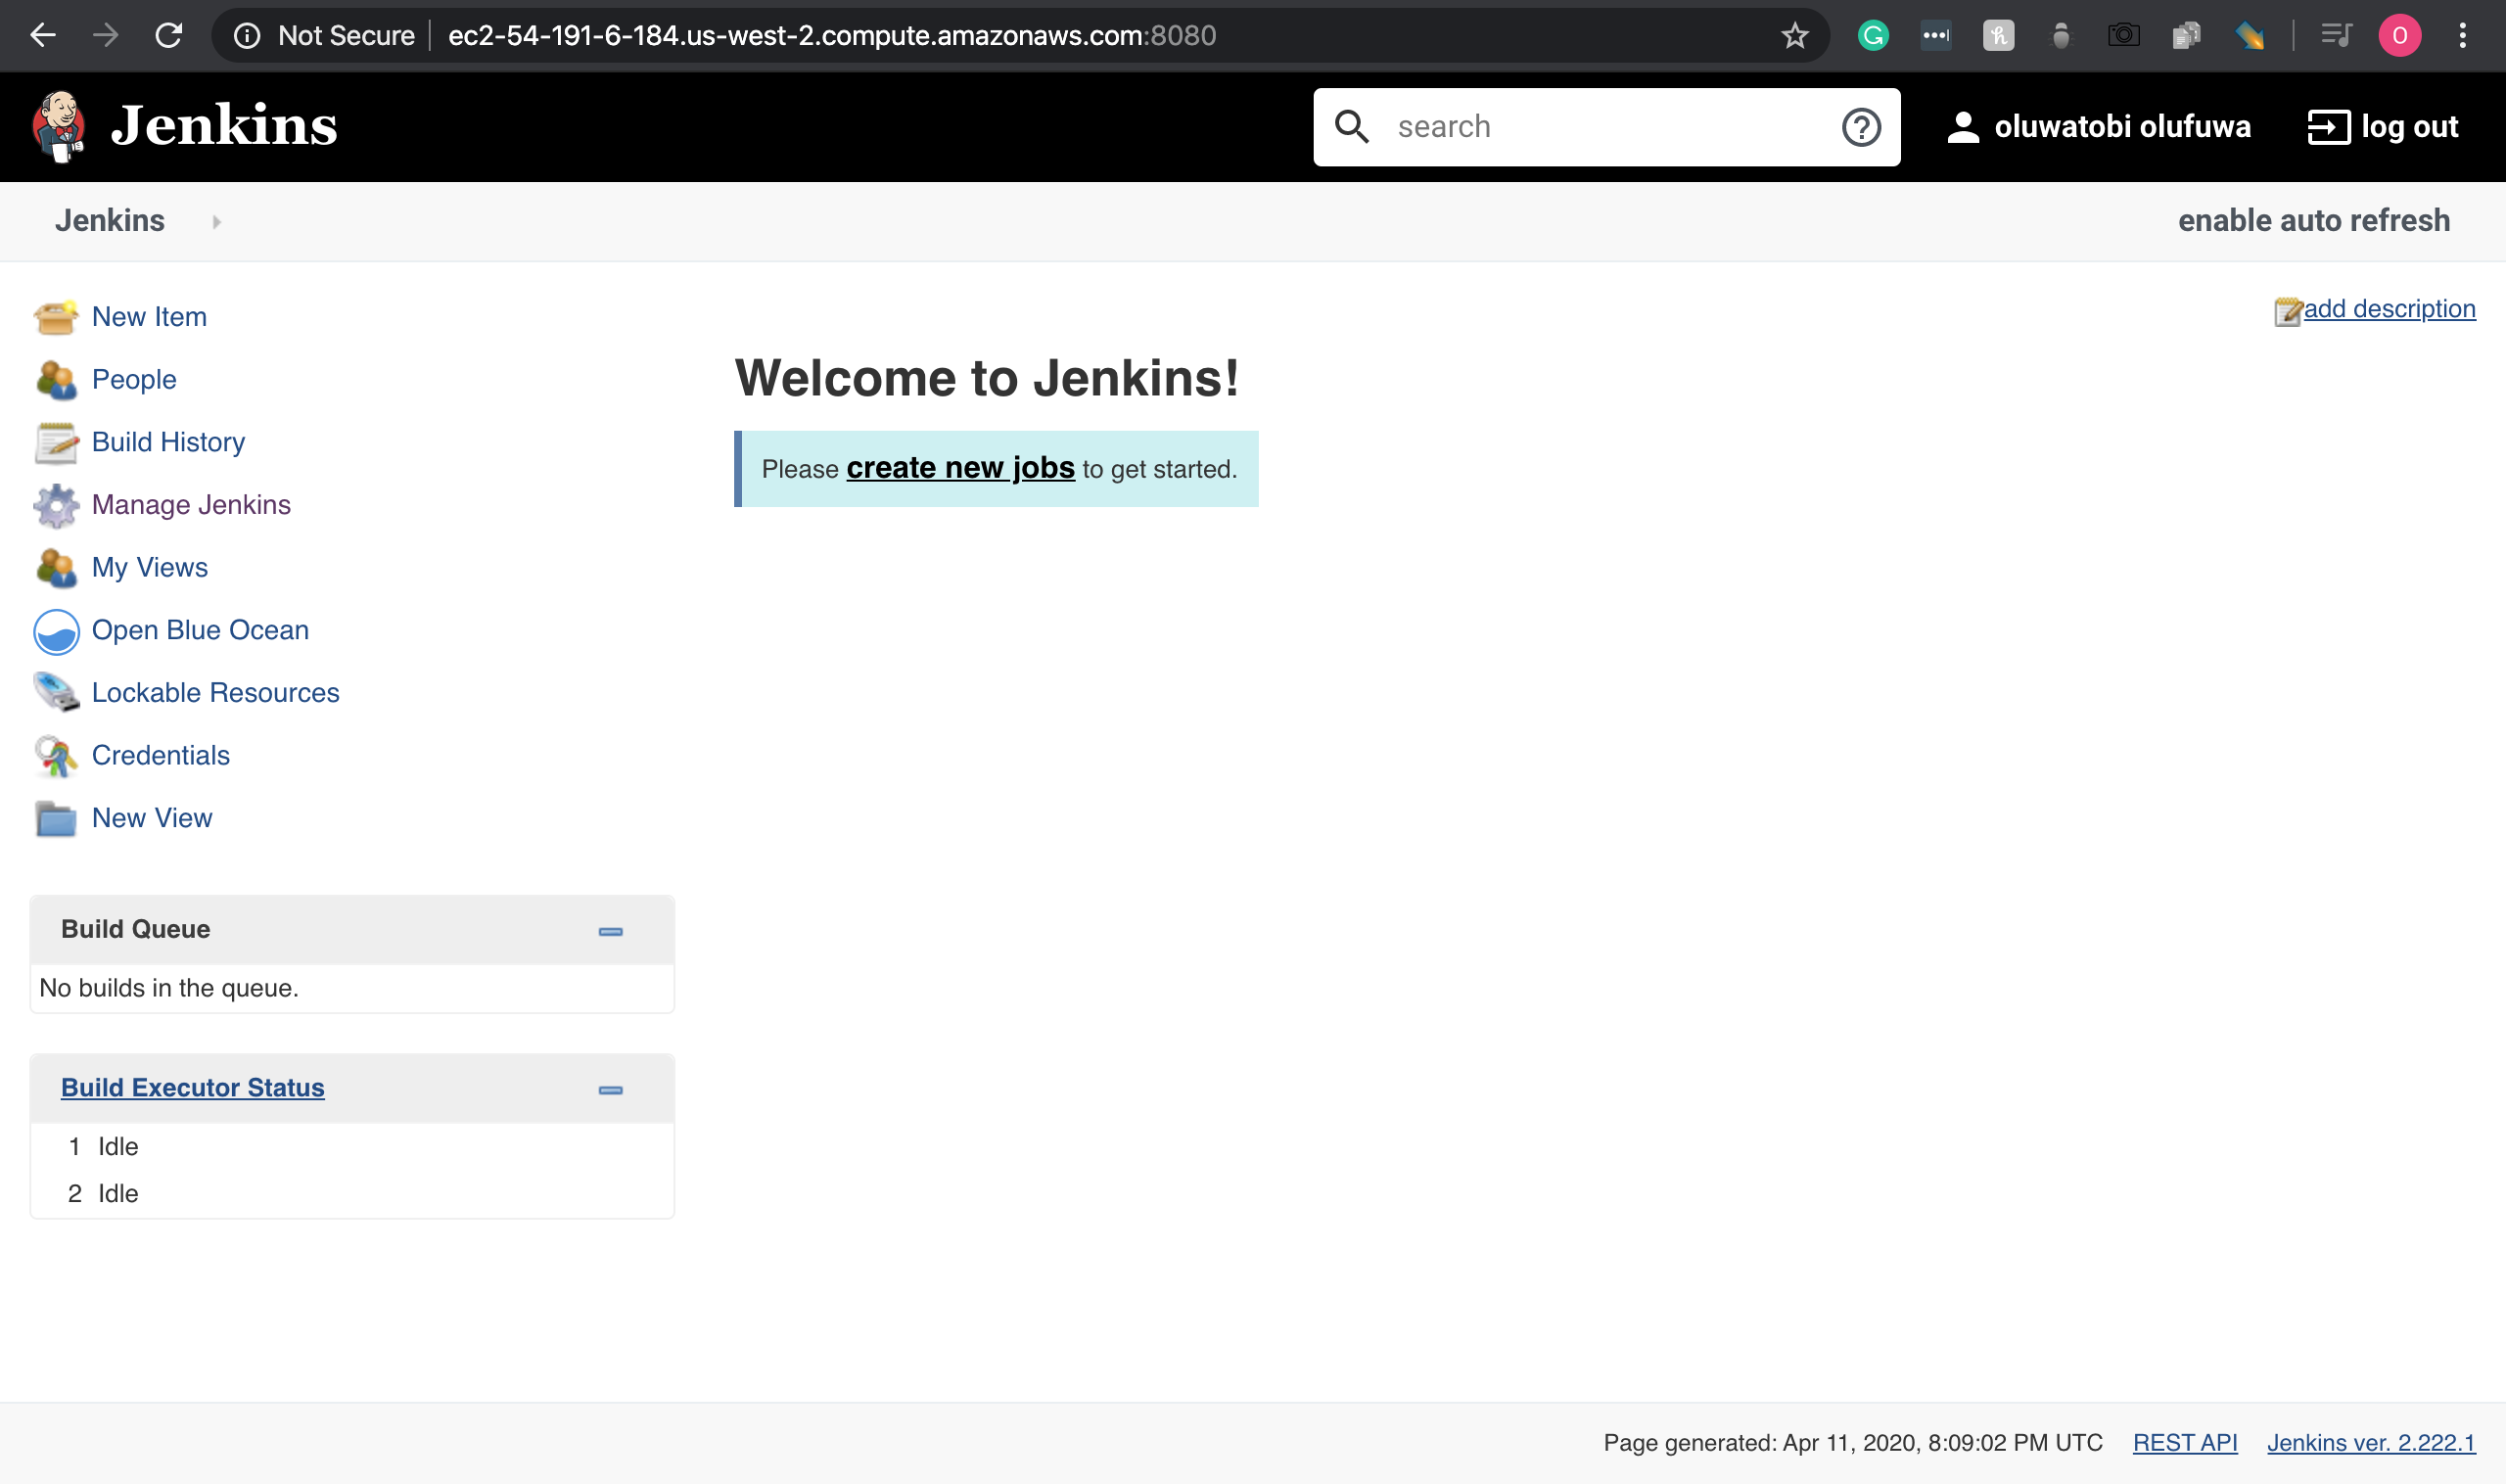 Not Secure ec2-54-191-6-184.us-west-2.compute.amazonaws.com:8080
O
Jenkins
search
oluwatobi olufuwa
log out
Jenkins
enable auto refresh
New Item
People
Build History
Manage Jenkins
My Views
Open Blue Ocean
Lockable Resources
Credentials
New View
add description
Welcome to Jenkins!
Please create new jobs to get started.
Build Queue
No builds in the queue.
Build Executor Status
1 Idle
2 Idle
Page generated: Apr 11, 2020, 8:09:02 PM UTC REST API Jenkins ver. 2.222.1